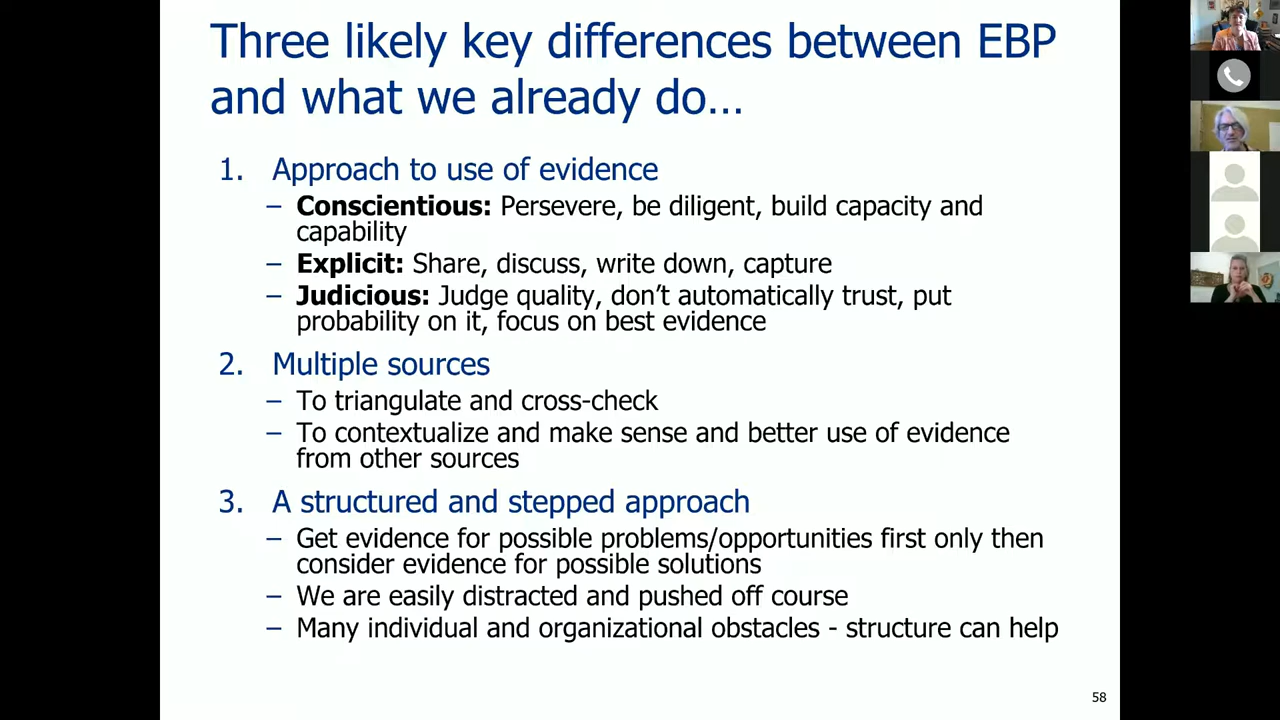 Three likely key differences between EBP
and what we already do…
1. Approach to use of evidence
– Conscientious: Persevere, be diligent, build capacity and
capability
– Explicit: Share, discuss, write down, capture
– Judicious: Judge quality, don’t automatically trust, put
probability on it, focus on best evidence
2. Multiple sources
– To triangulate and cross-check
– To contextualize and make sense and better use of evidence
from other sources
3. A structured and stepped approach
– Get evidence for possible problems/opportunities first only then
consider evidence for possible solutions
– We are easily distracted and pushed off course
– Many individual and organizational obstacles - structure can help
58